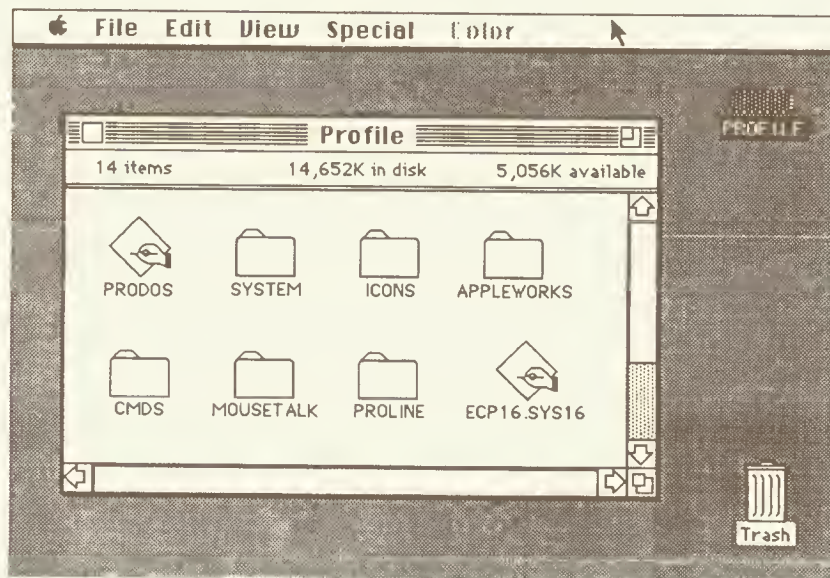 File Edit View Special Color
PROFILE
Profile
14 items 14,652K in disk 5,056K available
PRODOS SYSTEM ICONS APPLEWORKS
CMDS MOUSETALK PROLINE ECP16.SYS16
Trash